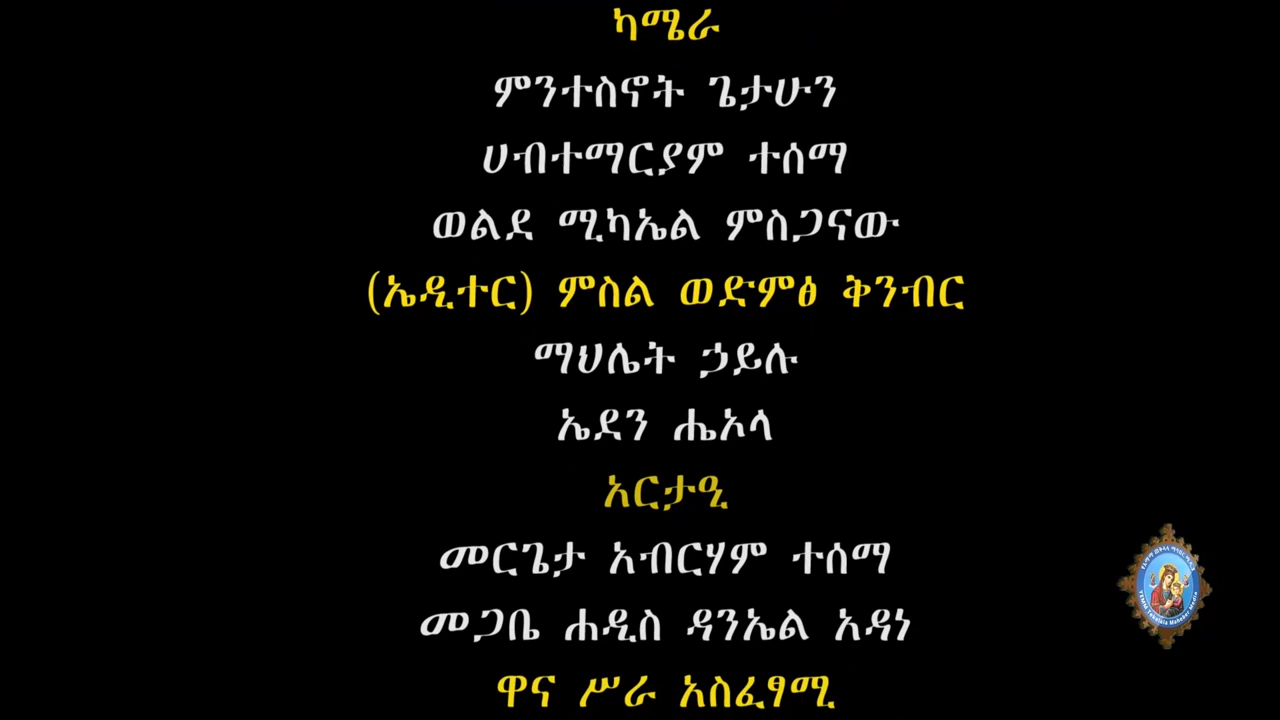 ካሜራ
ምንተስኖት ጌታሁን
ሀብተማርያም ተሰማ
ወልደ ሚካኤል ምስጋናው
(ኤዲተር) ምስል ወድምፅ ቅንብር
ማህሌት ኃይሉ
ኤደን ሔኦላ
አርታዒ
መርጌታ አብርሃም ተሰማ
መጋቤ ሐዲስ ዳንኤል አዳነ
ዋና ሥራ አስፈፃሚ